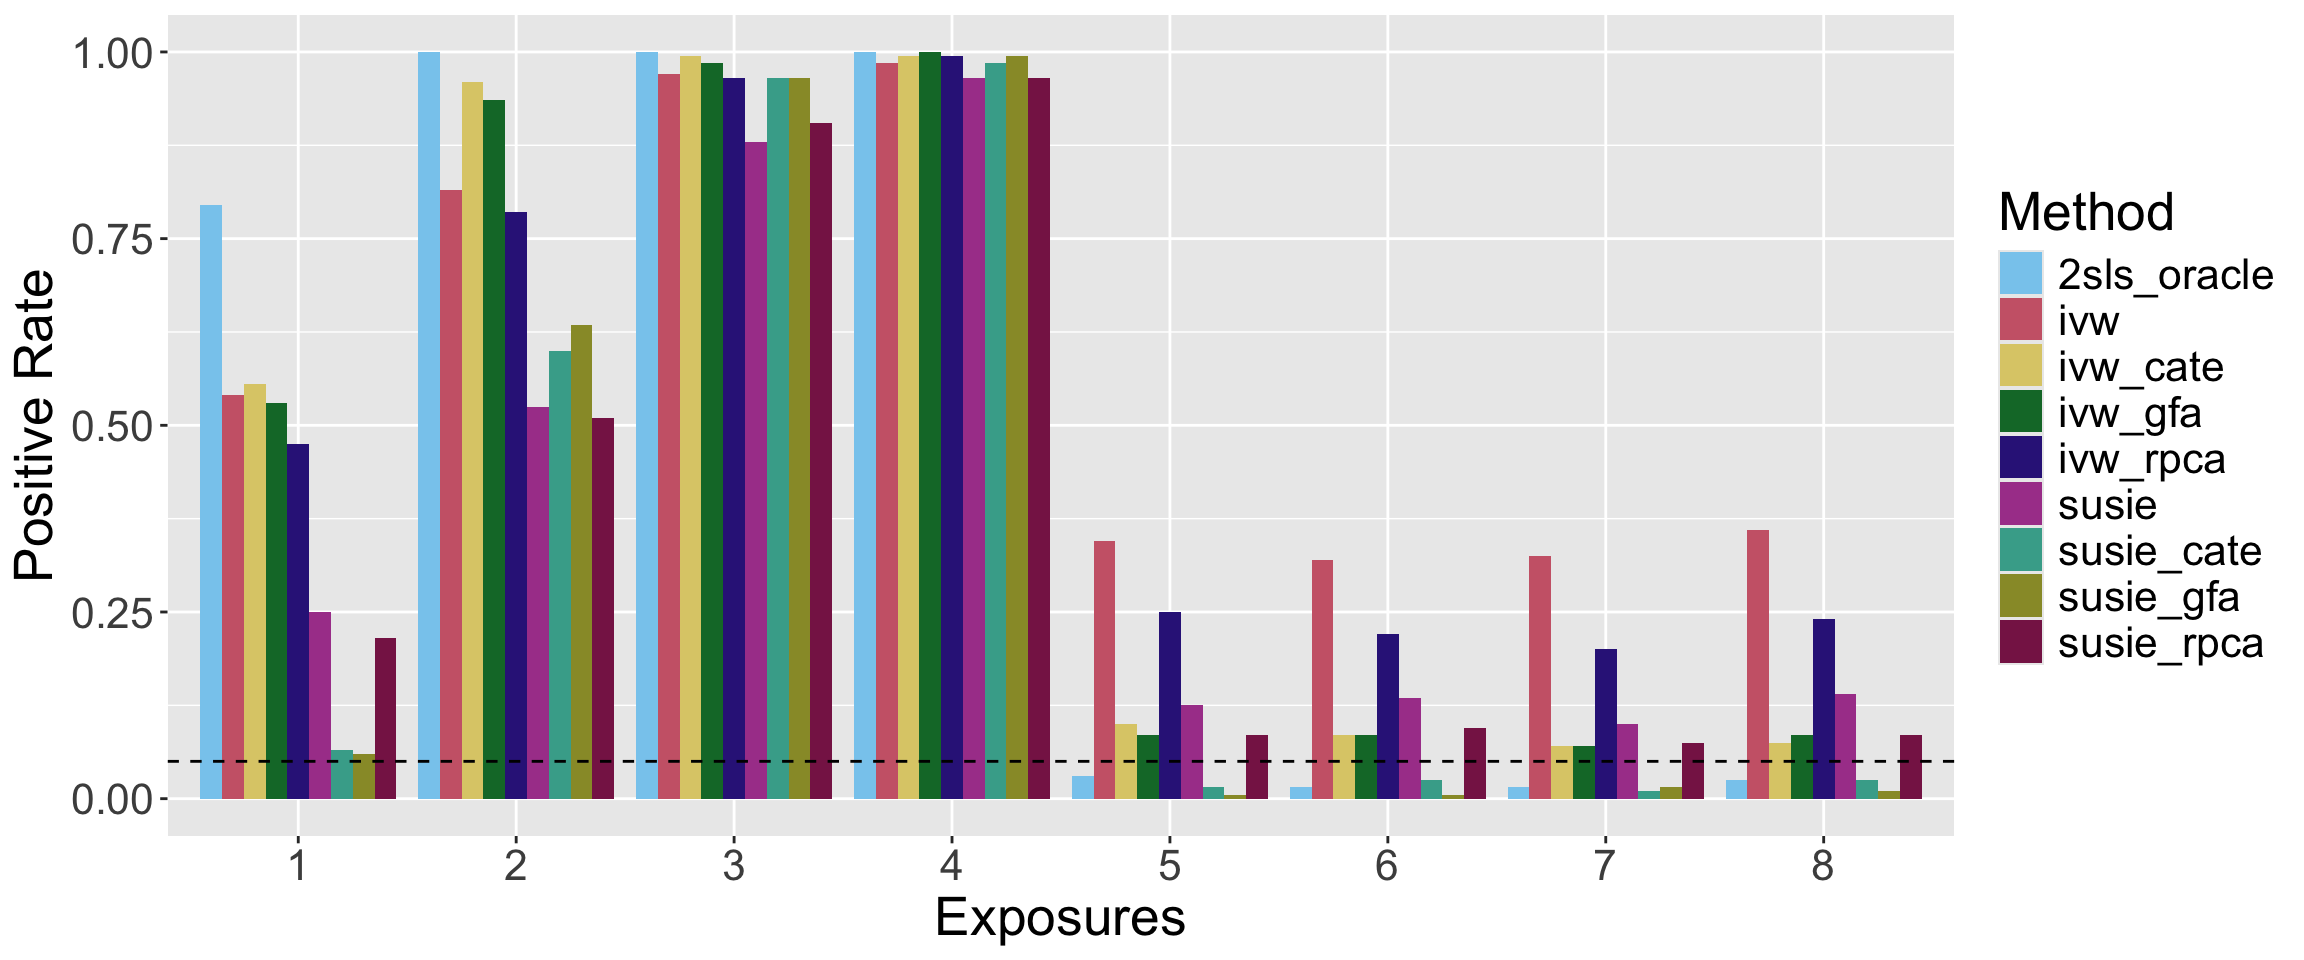 1.00
0.75
0.50
0.25
0.00
Positive Rate
1 2 3 4 5 6 7 8
Exposures
Method
2sls_oracle
ivw
ivw_cate
ivw_gfa
ivw_rpca
susie
susie_cate
susie_gfa
susie_rpca